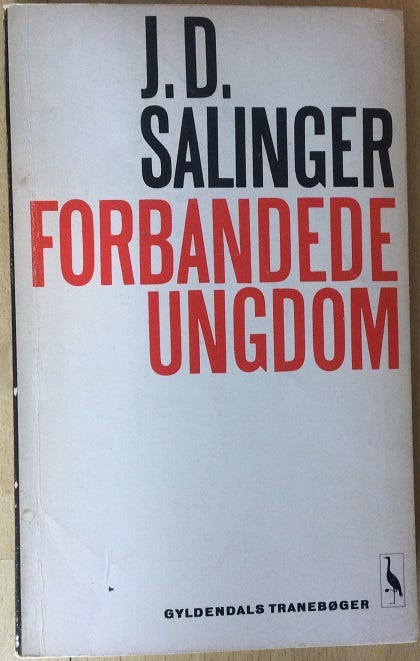 J. D.
SALINGER
FORBANDEDE
UNGDOM
GYLDENDALS TRANEBØGER